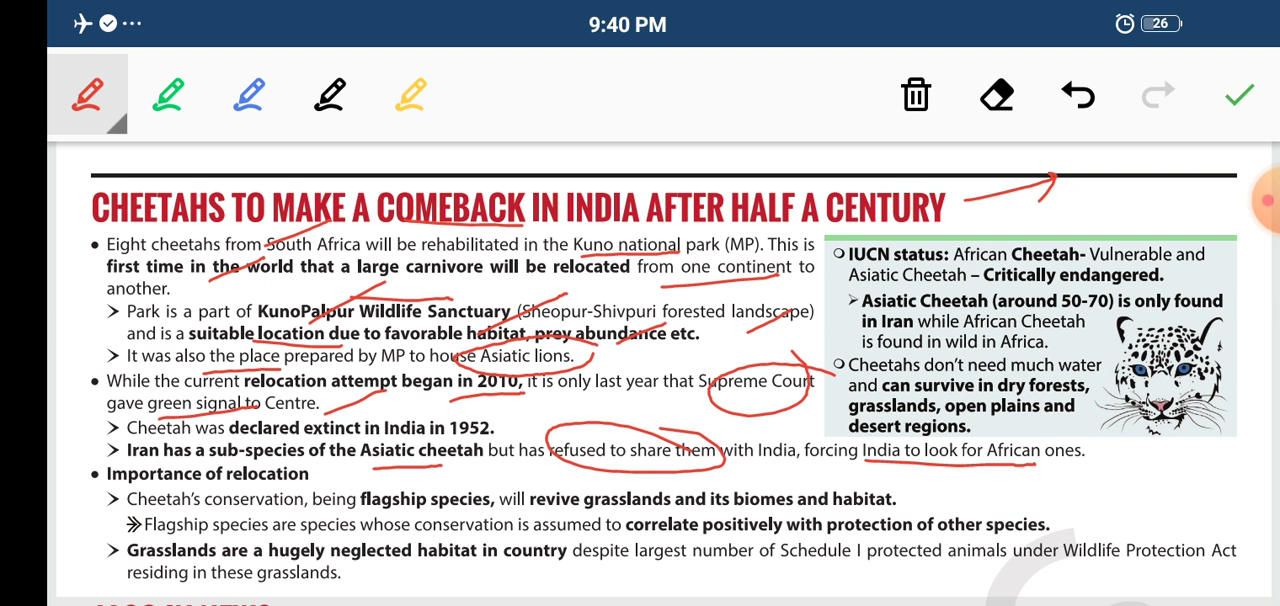 9:40 PM
26
CHEETAHS TO MAKE A COMEBACK IN INDIA AFTER HALF A CENTURY
• Eight cheetahs from South Africa will be rehabilitated in the Kuno national park (MP). This is
first time in the world that a large carnivore will be relocated from one continent to
another.
➢ Park is a part of KunoPalpur Wildlife Sanctuary (Sheopur-Shivpuri forested landscape)
and is a suitable location due to favorable habitat, prey abundance etc.
➢ It was also the place prepared by MP to house Asiatic lions.
• While the current relocation attempt began in 2010, it is only last year that Supreme Court
gave green signal to Centre.
➢ Cheetah was declared extinct in India in 1952.
➢ Iran has a sub-species of the Asiatic cheetah but has refused to share them with India, forcing India to look for African ones.
• Importance of relocation
➢ Cheetah's conservation, being flagship species, will revive grasslands and its biomes and habitat.
⪢ Flagship species are species whose conservation is assumed to correlate positively with protection of other species.
➢ Grasslands are a hugely neglected habitat in country despite largest number of Schedule I protected animals under Wildlife Protection Act
residing in these grasslands.
○ IUCN status: African Cheetah- Vulnerable and
Asiatic Cheetah – Critically endangered.
➢ Asiatic Cheetah (around 50-70) is only found
in Iran while African Cheetah
is found in wild in Africa.
○ Cheetahs don't need much water
and can survive in dry forests,
grasslands, open plains and
desert regions.